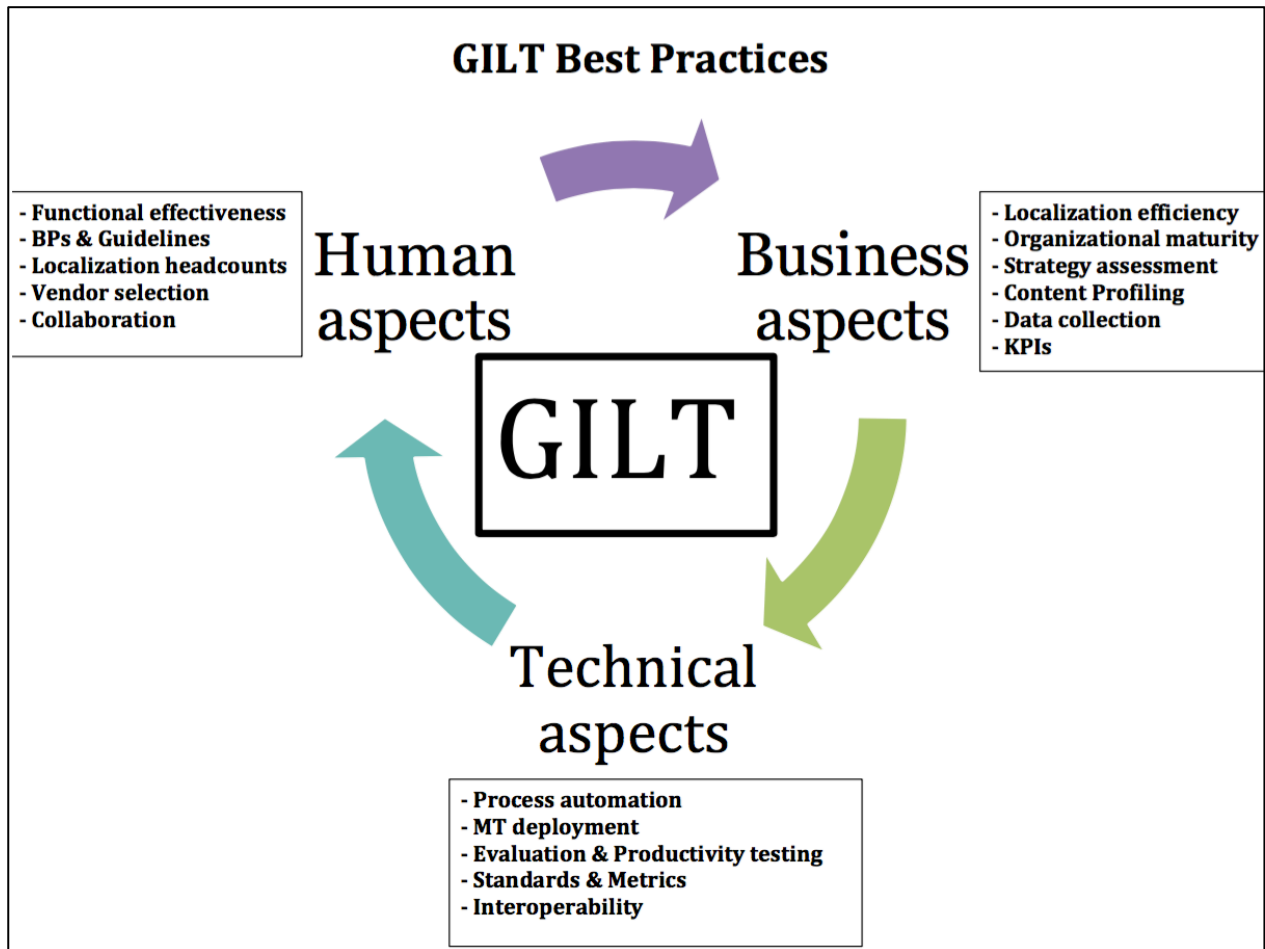 GILT Best Practices
- Functional effectiveness
- BPs & Guidelines
- Localization headcounts
- Vendor selection
- Collaboration
Human
aspects
Business
aspects
- Localization efficiency
- Organizational maturity
- Strategy assessment
- Content Profiling
- Data collection
- KPIs
GILT
Technical
aspects
- Process automation
- MT deployment
- Evaluation & Productivity testing
- Standards & Metrics
- Interoperability